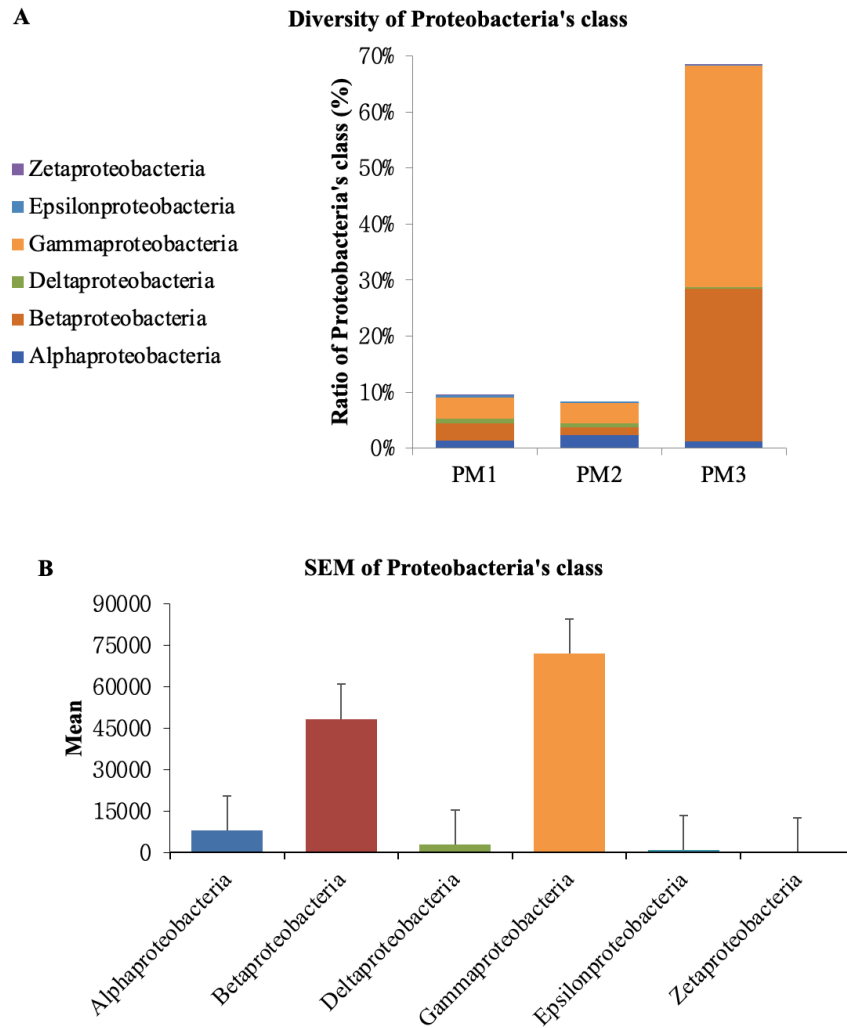 A
Diversity of Proteobacteria's class
Zetaproteobacteria
Epsilonproteobacteria
Gammaproteobacteria
Deltaproteobacteria
Betaproteobacteria
Alphaproteobacteria
Ratio of Proteobacteria's class (%)
70%
60%
50%
40%
30%
20%
10%
0%
PM1
PM2
PM3
B
SEM of Proteobacteria's class
Mean
90000
75000
60000
45000
30000
15000
0
Alphaproteobacteria
Betaproteobacteria
Deltaproteobacteria
Gammaproteobacteria
Epsilonproteobacteria
Zetaproteobacteria